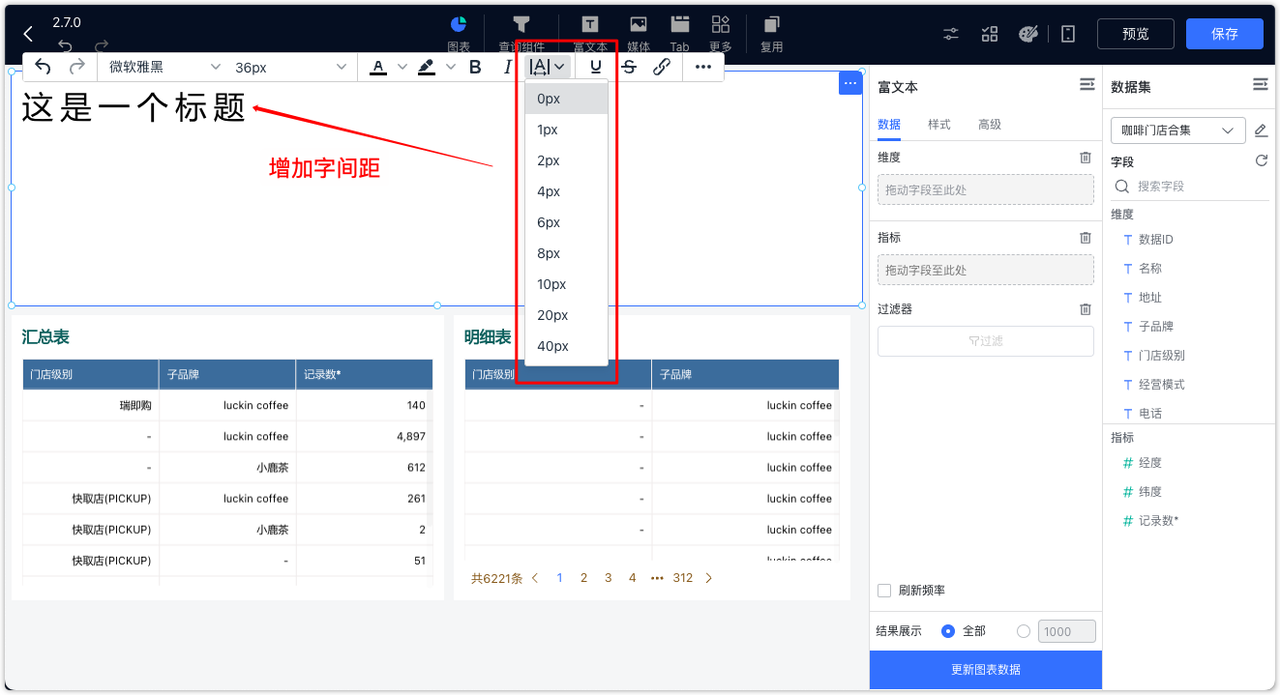 2.7.0
图表
查询组件
富文本
媒体
Tab
更多
复用
预览
保存
微软雅黑
36px
A
B
I
|A|
U
S
0px
1px
2px
4px
6px
8px
10px
20px
40px
这是一个标题
增加字间距
汇总表
门店级别 子品牌 记录数*
瑞即购 luckin coffee 140
- luckin coffee 4,897
- 小鹿茶 612
快取店(PICKUP) luckin coffee 261
快取店(PICKUP) 小鹿茶 2
快取店(PICKUP) - 51
明细表
门店级别 子品牌
- luckin coffee
- luckin coffee
- luckin coffee
- luckin coffee
- luckin coffee
luckin coffee
共6221条 < 1 2 3 4 ••• 312 >
富文本
数据 样式 高级
维度
拖动字段至此处
指标
拖动字段至此处
过滤器
过滤
刷新频率
结果展示 全部 1000
更新图表数据
数据集
咖啡门店合集
字段
搜索字段
维度
T 数据ID
T 名称
T 地址
T 子品牌
T 门店级别
T 经营模式
T 电话
指标
# 经度
# 纬度
# 记录数*